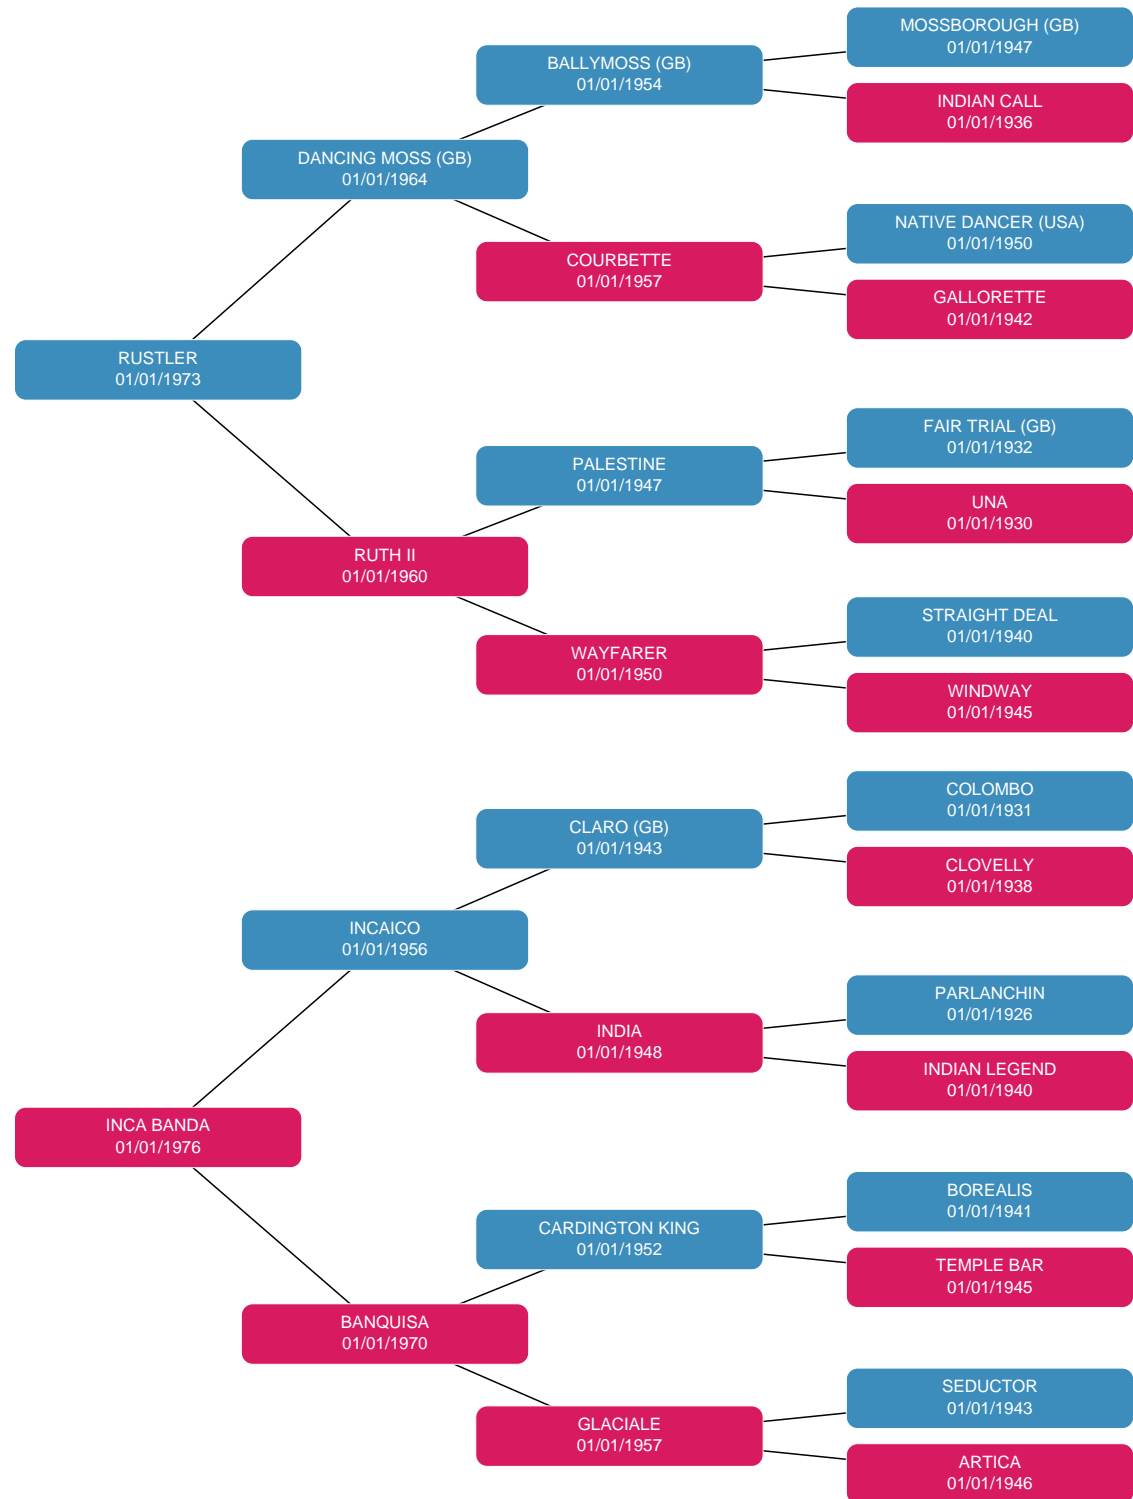 MOSSBOROUGH (GB)
01/01/1947
BALLYMOSS (GB)
01/01/1954
INDIAN CALL
01/01/1936
DANCING MOSS (GB)
01/01/1964
NATIVE DANCER (USA)
01/01/1950
COURBETTE
01/01/1957
GALLORETTE
01/01/1942
RUSTLER
01/01/1973
FAIR TRIAL (GB)
01/01/1932
PALESTINE
01/01/1947
UNA
01/01/1930
RUTH II
01/01/1960
STRAIGHT DEAL
01/01/1940
WAYFARER
01/01/1950
WINDWAY
01/01/1945
COLOMBO
01/01/1931
CLARO (GB)
01/01/1943
CLOVELLY
01/01/1938
INCAICO
01/01/1956
PARLANCHIN
01/01/1926
INDIA
01/01/1948
INDIAN LEGEND
01/01/1940
INCA BANDA
01/01/1976
BOREALIS
01/01/1941
CARDINGTON KING
01/01/1952
TEMPLE BAR
01/01/1945
BANQUISA
01/01/1970
SEDUCTOR
01/01/1943
GLACIALE
01/01/1957
ARTICA
01/01/1946